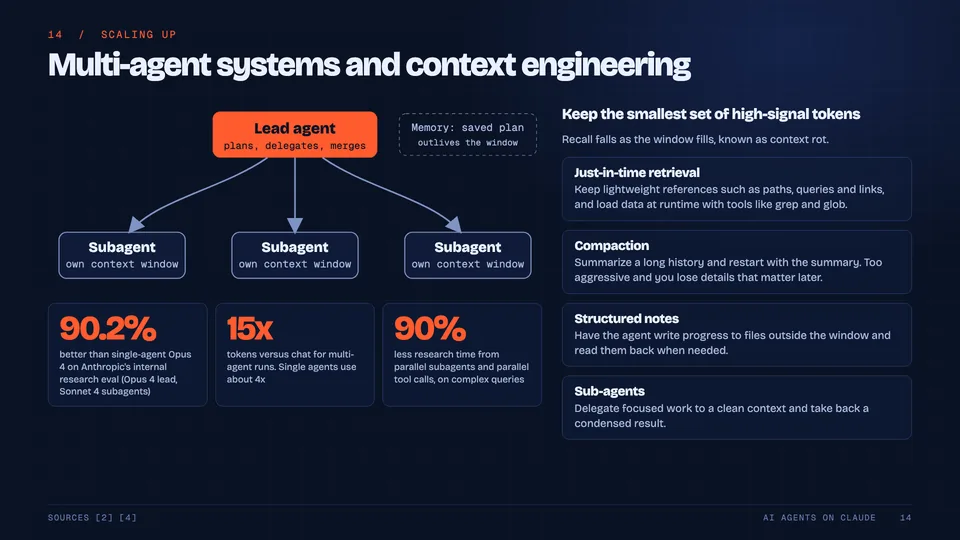 14 / SCALING UP
Multi-agent systems and context engineering
Lead agent
plans, delegates, merges
Memory: saved plan
outlives the window
Subagent
own context window
Subagent
own context window
Subagent
own context window
90.2%
better than single-agent Opus
4 on Anthropic's internal
research eval (Opus 4 lead,
Sonnet 4 subagents)
15x
tokens versus chat for multi-
agent runs. Single agents use
about 4x
90%
less research time from
parallel subagents and parallel
tool calls, on complex queries
Keep the smallest set of high-signal tokens
Recall falls as the window fills, known as context rot.
Just-in-time retrieval
Keep lightweight references such as paths, queries and links,
and load data at runtime with tools like grep and glob.
Compaction
Summarize a long history and restart with the summary. Too
aggressive and you lose details that matter later.
Structured notes
Have the agent write progress to files outside the window and
read them back when needed.
Sub-agents
Delegate focused work to a clean context and take back a
condensed result.
SOURCES [2] [4]
AI AGENTS ON CLAUDE 14